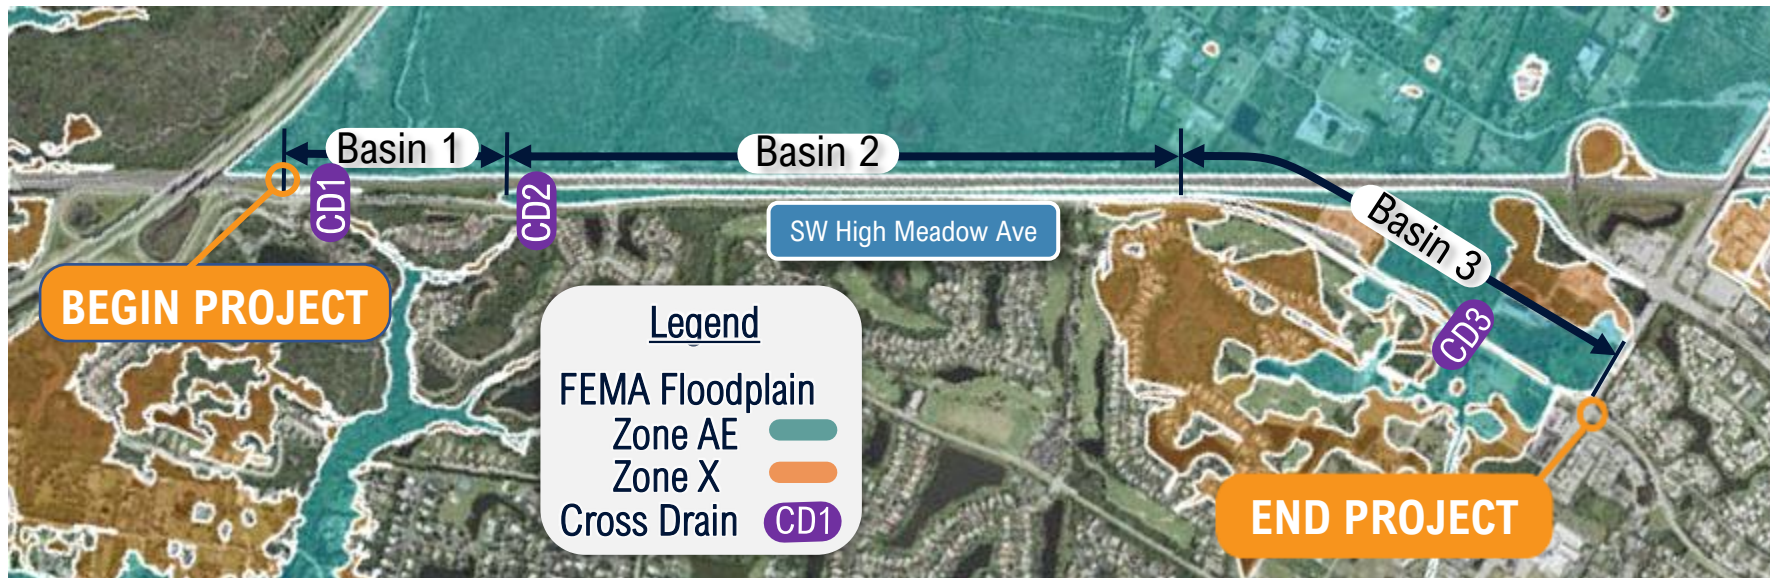 Basin 1
Basin 2
Basin 3
CD1
CD2
CD3
SW High Meadow Ave
BEGIN PROJECT
END PROJECT
Legend
FEMA Floodplain
Zone AE
Zone X
Cross Drain CD1